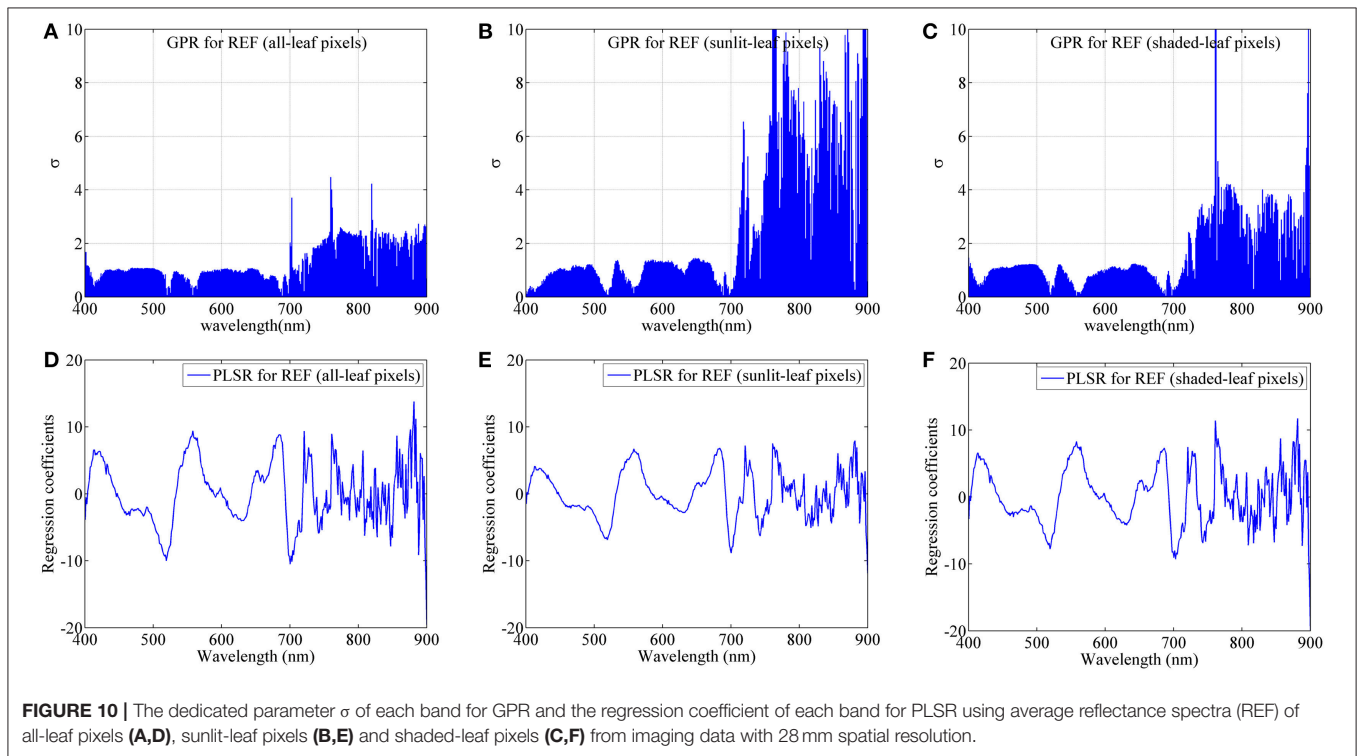 A
GPR for REF (all-leaf pixels)
10
8
6
4
2
0
σ
400 500 600 700 800 900
wavelength(nm)
B
GPR for REF (sunlit-leaf pixels)
10
8
6
4
2
0
σ
400 500 600 700 800 900
wavelength(nm)
C
GPR for REF (shaded-leaf pixels)
10
8
6
4
2
0
σ
400 500 600 700 800 900
wavelength(nm)
D
PLSR for REF (all-leaf pixels)
20
10
0
-10
-20
Regression coefficients
400 500 600 700 800 900
Wavelength (nm)
E
PLSR for REF (sunlit-leaf pixels)
20
10
0
-10
-20
Regression coefficients
400 500 600 700 800 900
Wavelength (nm)
F
PLSR for REF (shaded-leaf pixels)
20
10
0
-10
-20
Regression coefficients
400 500 600 700 800 900
Wavelength (nm)
FIGURE 10 | The dedicated parameter σ of each band for GPR and the regression coefficient of each band for PLSR using average reflectance spectra (REF) of
all-leaf pixels (A,D), sunlit-leaf pixels (B,E) and shaded-leaf pixels (C,F) from imaging data with 28 mm spatial resolution.